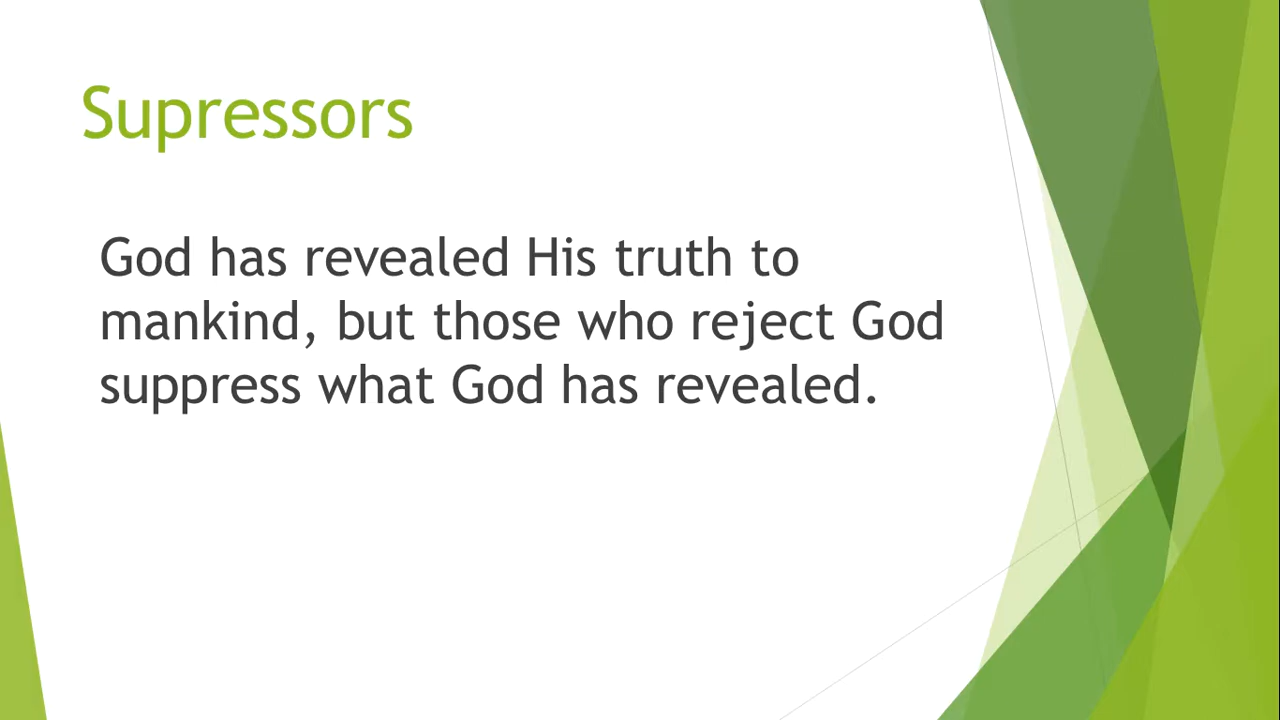 Supressors
God has revealed His truth to
mankind, but those who reject God
suppress what God has revealed.